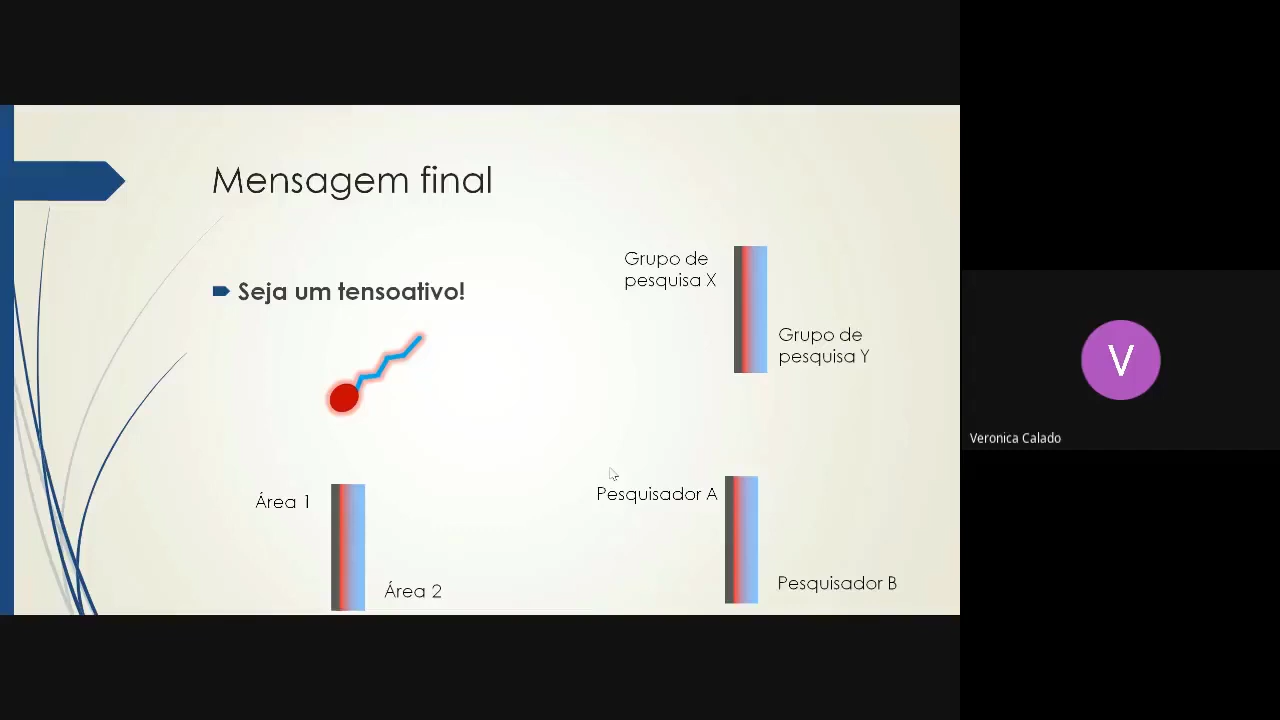 Mensagem final
Seja um tensoativo!
Grupo de
pesquisa X
Grupo de
pesquisa Y
Área 1
Área 2
Pesquisador A
Pesquisador B
V
Veronica Calado